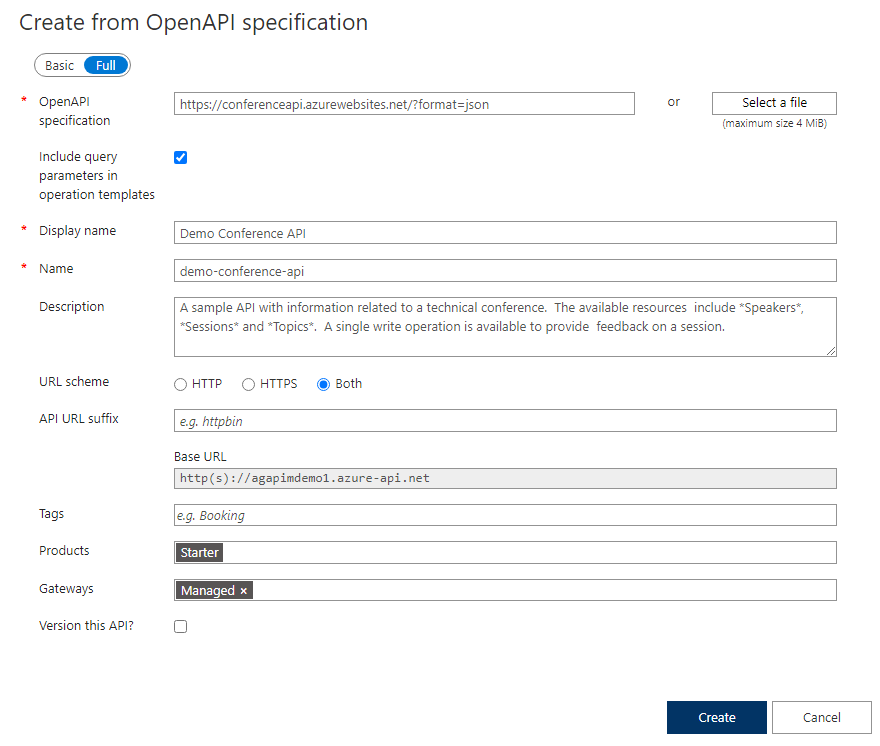 Create from OpenAPI specification
Basic Full
* OpenAPI specification
https://conferenceapi.azurewebsites.net/?format=json
or
Select a file
(maximum size 4 MiB)
Include query
parameters in
operation templates
* Display name
Demo Conference API
* Name
demo-conference-api
Description
A sample API with information related to a technical conference.  The available resources  include *Speakers*,
*Sessions* and *Topics*.  A single write operation is available to provide  feedback on a session.
URL scheme
HTTP HTTPS Both
API URL suffix
e.g. httpbin
Base URL
http(s)://agapimdemo1.azure-api.net
Tags
e.g. Booking
Products
Starter
Gateways
Managed ×
Version this API?
Create Cancel